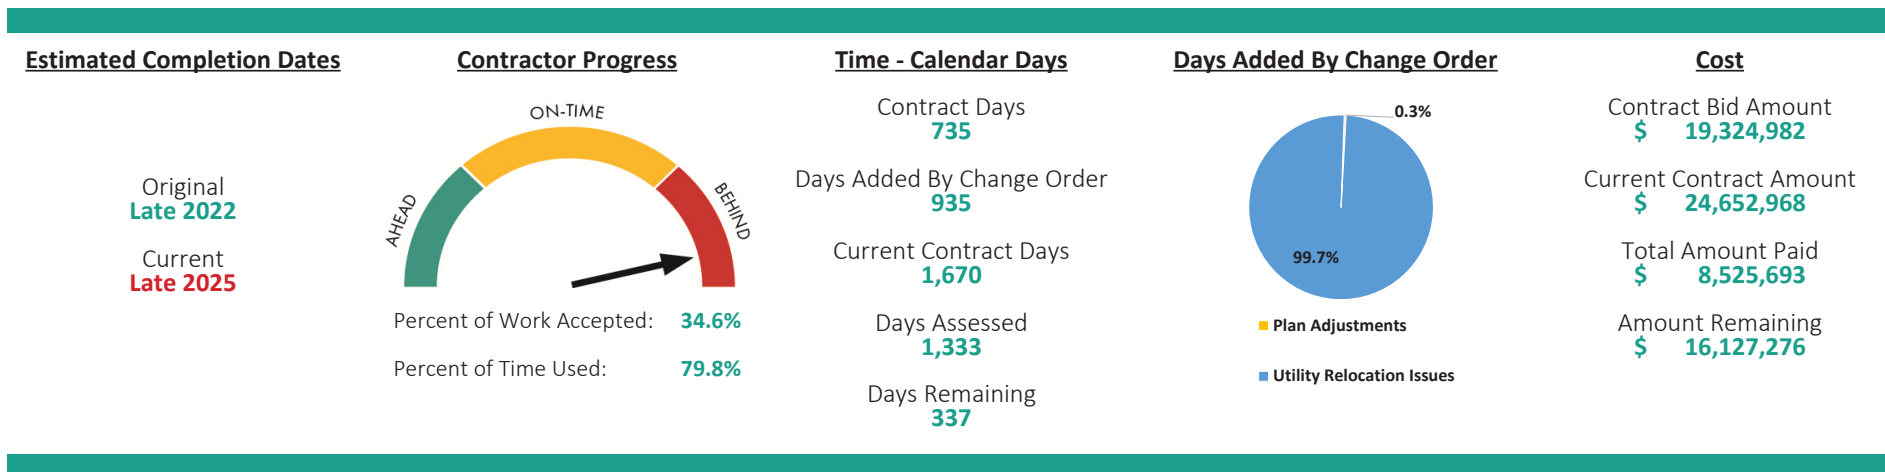 Estimated Completion Dates
Original
Late 2022
Current
Late 2025
Contractor Progress
AHEAD
ON-TIME
BEHIND
Percent of Work Accepted: 34.6%
Percent of Time Used: 79.8%
Time - Calendar Days
Contract Days
735
Days Added By Change Order
935
Current Contract Days
1,670
Days Assessed
1,333
Days Remaining
337
Days Added By Change Order
0.3%
99.7%
Plan Adjustments
Utility Relocation Issues
Cost
Contract Bid Amount
$ 19,324,982
Current Contract Amount
$ 24,652,968
Total Amount Paid
$ 8,525,693
Amount Remaining
$ 16,127,276